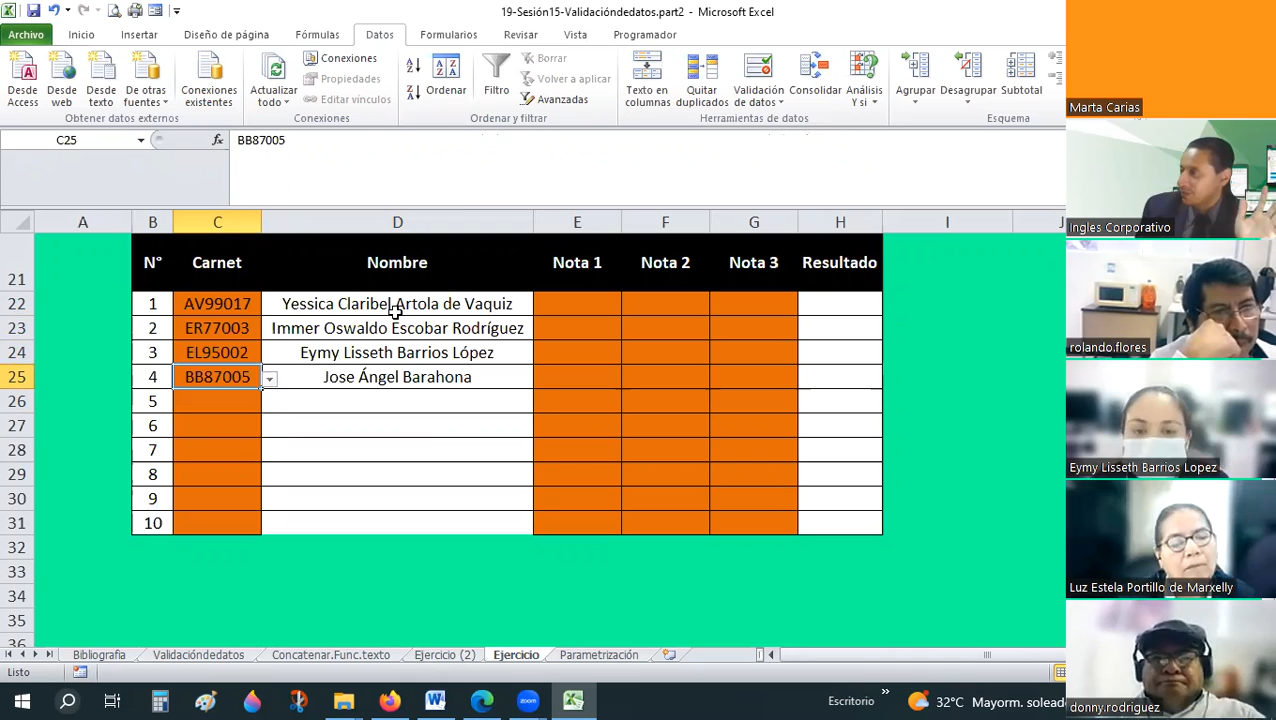 19-Sesión15-Validacióndedatos.part2 - Microsoft Excel
Archivo Inicio Insertar Diseño de página Fórmulas Datos Formularios Revisar Vista Programador
Desde Access
Desde web
Desde texto
De otras fuentes
Conexiones existentes
Obtener datos externos
Actualizar todo
Conexiones
Propiedades
Editar vínculos
Conexiones
Ordenar
Filtro
Borrar
Volver a aplicar
Avanzadas
Ordenar y filtrar
Texto en columnas
Quitar duplicados
Validación de datos
Consolidar
Análisis Y si
Herramientas de datos
Agrupar
Desagrupar
Subtotal
Esquema
C25 fx BB87005
A B C D E F G H I J
21 N° Carnet Nombre Nota 1 Nota 2 Nota 3 Resultado
22 1 AV99017 Yessica Claribel Artola de Vaquiz
23 2 ER77003 Immer Oswaldo Escobar Rodríguez
24 3 EL95002 Eymy Lisseth Barrios López
25 4 BB87005 Jose Ángel Barahona
26 5
27 6
28 7
29 8
30 9
31 10
32
33
34
35
36
Bibliografía Validacióndedatos Concatenar.Func.texto Ejercicio (2) Ejercicio Parametrización
Listo
Escritorio » 32°C Mayorm. soleado
Marta Carias
Ingles Corporativo
rolando.flores
Eymy Lisseth Barrios Lopez
Luz Estela Portillo de Marxelly
donny.rodriguez